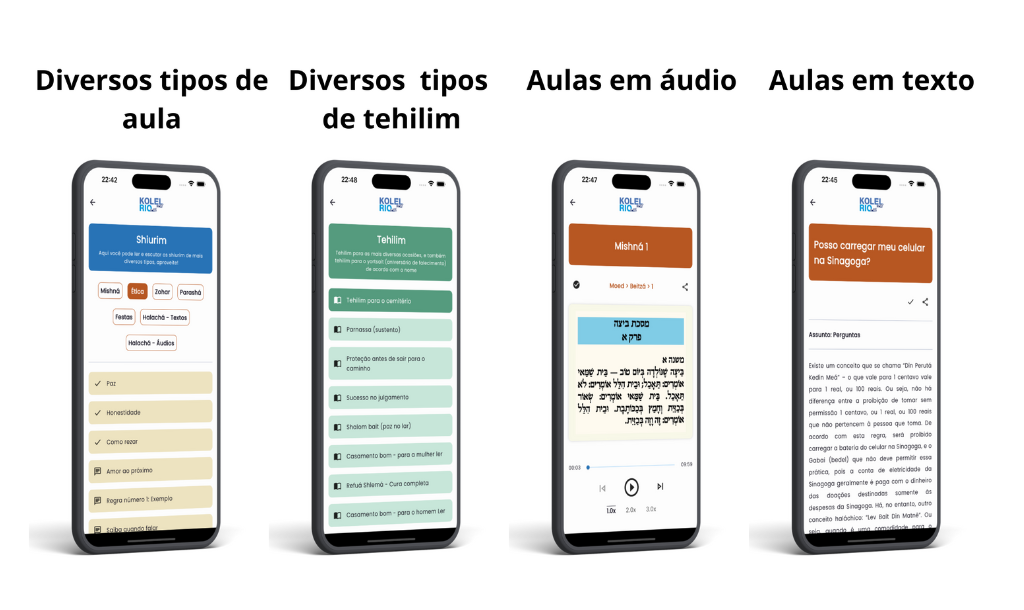 Diversos tipos de
aula
Diversos tipos
de tehilim
Aulas em áudio
Aulas em texto
22:42
KOLEL
RIO
Shiurim
Aqui você pode ler e escutar os shiurim de mais
diversos tipos, aproveite!
Mishná
Ética
Zohar
Parashá
Festas
Halachá - Textos
Halachá - Áudios
Paz
Honestidade
Como rezar
Amor ao próximo
Regra número 1: Exemplo
Saiba quando falar
22:48
KOLEL
RIO
Tehilim
Tehilim para as mais diversas ocasiões, e também
tehilim para o yortzait (aniversário de falecimento)
de acordo com o nome
Tehilim para o cemitério
Parnassa (sustento)
Proteção antes de sair para o
caminho
Sucesso no julgamento
Shalom bait (paz no lar)
Casamento bom - para a mulher ler
Refuá Shlemá - Cura completa
Casamento bom - para o homem ler
22:47
KOLEL
RIO
Mishná 1
Moed > Beitzá > 1
מסכת ביצה
פרק א
משנה א
בֵּיצָה שֶׁנּוֹלְדָה בְּיוֹם טוֹב — בֵּית שַׁמַּאי
אוֹמְרִים: תֵּאָכֵל, וּבֵית הִלֵּל אוֹמְרִים: לֹא
תֵאָכֵל. בֵּית שַׁמַּאי אוֹמְרִים: שְׂאוֹר
בְּכַזַּיִת וְחָמֵץ בְּכַכּוֹתֶבֶת, וּבֵית הִלֵּל
אוֹמְרִים: זֶה וָזֶה בְּכַזַּיִת.
00:03
09:59
1.0x 2.0x 3.0x
22:45
KOLEL
RIO
Posso carregar meu celular
na Sinagoga?
Assunto: Perguntas
Existe um conceito que se chama “Din Perutá
Kedin Meá” – o que vale para 1 centavo vale
para 1 real, ou 100 reais. Ou seja, não há
diferença entre a proibição de tomar sem
permissão 1 centavo, ou 1 real, ou 100 reais
que não pertencem à pessoa que toma. De
acordo com esta regra, será proibido
carregar a bateria do celular na Sinagoga, e o
Gabai (bedel) que não deve permitir essa
prática, pois a conta de eletricidade da
Sinagoga geralmente é paga com o dinheiro
das doações destinadas somente às
despesas da Sinagoga. Há, no entanto, outro
conceito haláchico: “Lev Bait Din Matné”. Ou
seja, quando é uma comodidade para o